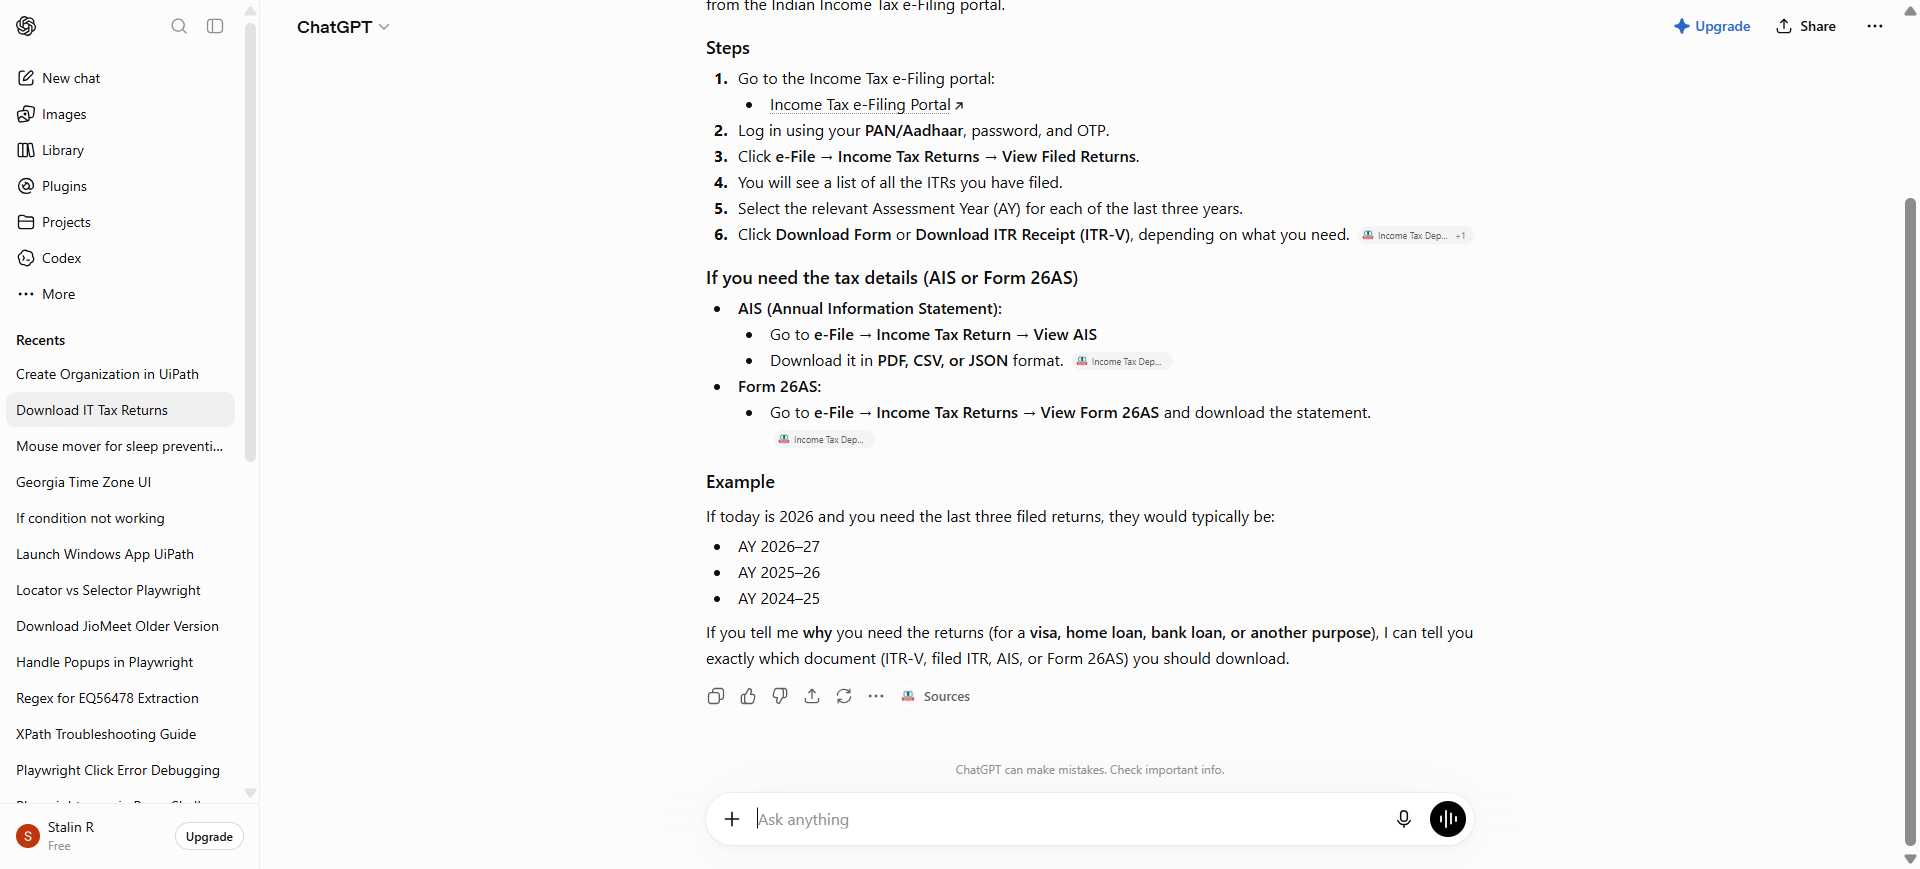 ChatGPT
Upgrade
Share
New chat
Images
Library
Plugins
Projects
Codex
More
Recents
Create Organization in UiPath
Download IT Tax Returns
Mouse mover for sleep preventi...
Georgia Time Zone UI
If condition not working
Launch Windows App UiPath
Locator vs Selector Playwright
Download JioMeet Older Version
Handle Popups in Playwright
Regex for EQ56478 Extraction
XPath Troubleshooting Guide
Playwright Click Error Debugging
S
Stalin R
Free
Upgrade
from the Indian Income Tax e-Filing portal.
Steps
1. Go to the Income Tax e-Filing portal:
• Income Tax e-Filing Portal ↗
2. Log in using your PAN/Aadhaar, password, and OTP.
3. Click e-File → Income Tax Returns → View Filed Returns.
4. You will see a list of all the ITRs you have filed.
5. Select the relevant Assessment Year (AY) for each of the last three years.
6. Click Download Form or Download ITR Receipt (ITR-V), depending on what you need. Income Tax Dep... +1
If you need the tax details (AIS or Form 26AS)
• AIS (Annual Information Statement):
• Go to e-File → Income Tax Return → View AIS
• Download it in PDF, CSV, or JSON format. Income Tax Dep...
• Form 26AS:
• Go to e-File → Income Tax Returns → View Form 26AS and download the statement.
Income Tax Dep...
Example
If today is 2026 and you need the last three filed returns, they would typically be:
• AY 2026–27
• AY 2025–26
• AY 2024–25
If you tell me why you need the returns (for a visa, home loan, bank loan, or another purpose), I can tell you
exactly which document (ITR-V, filed ITR, AIS, or Form 26AS) you should download.
Sources
ChatGPT can make mistakes. Check important info.
Ask anything